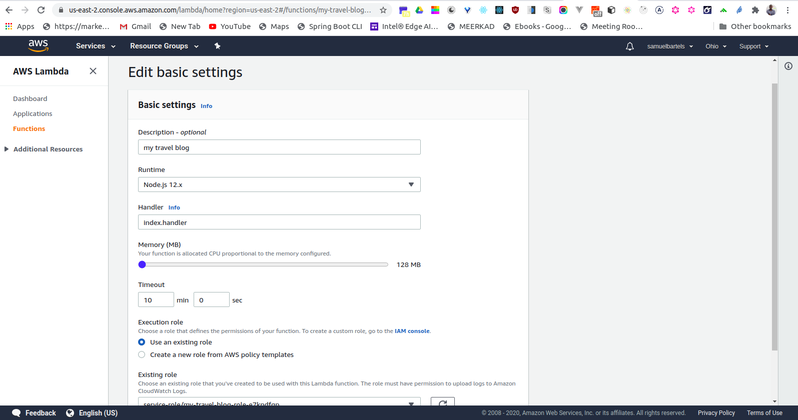 us-east-2.console.aws.amazon.com/lambda/home?region=us-east-2#/functions/my-travel-blog...
Apps https://marke... Gmail New Tab YouTube Maps Spring Boot CLI Intel® Edge AI... MEERKAD Ebooks - Goog... Meeting Roo... Other bookmarks
aws Services Resource Groups samuelbartels Ohio Support
AWS Lambda
Dashboard
Applications
Functions
Additional Resources
Edit basic settings
Basic settings Info
Description - optional
my travel blog
Runtime
Node.js 12.x
Handler Info
index.handler
Memory (MB)
Your function is allocated CPU proportional to the memory configured.
128 MB
Timeout
10 min 0 sec
Execution role
Choose a role that defines the permissions of your function. To create a custom role, go to the IAM console.
Use an existing role
Create a new role from AWS policy templates
Existing role
Choose an existing role that you've created to be used with this Lambda function. The role must have permission to upload logs to Amazon
CloudWatch Logs.
Feedback English (US) © 2008 - 2020, Amazon Web Services, Inc. or its affiliates. All rights reserved. Privacy Policy Terms of Use